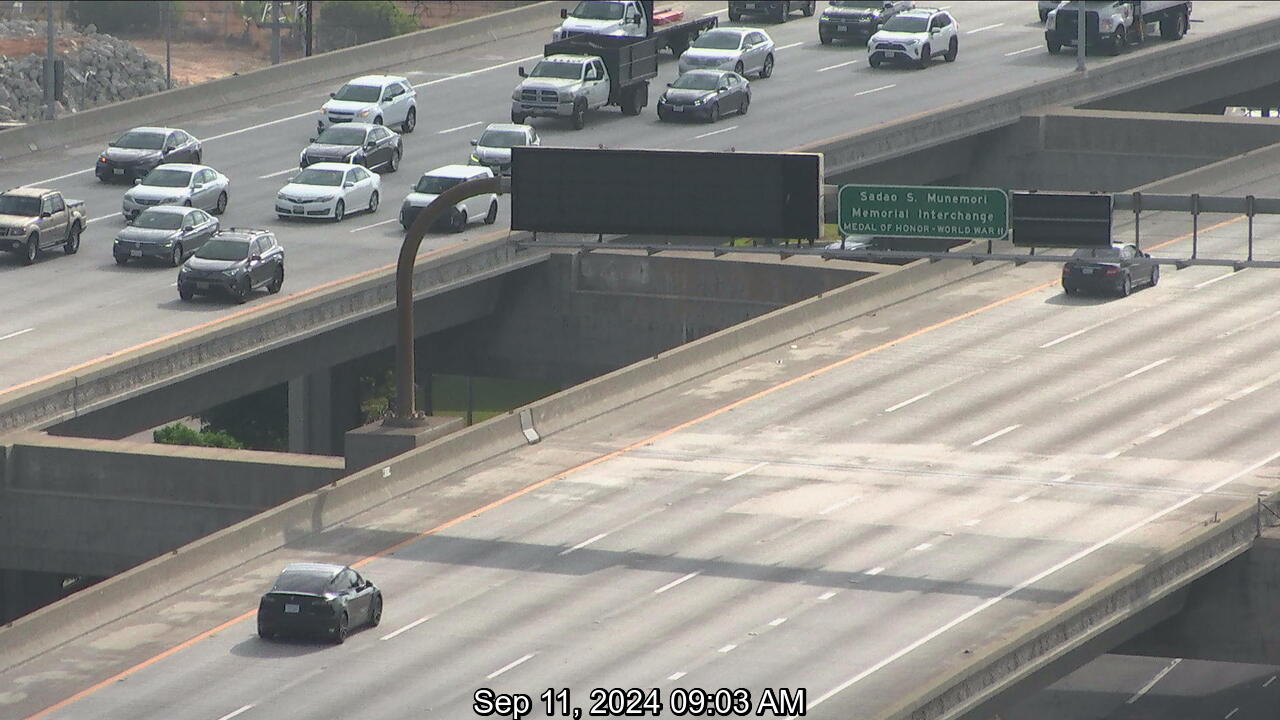 Sadao S. Munemori
Memorial Interchange
MEDAL OF HONOR - WORLD WAR II
Sep 11, 2024 09:03 AM